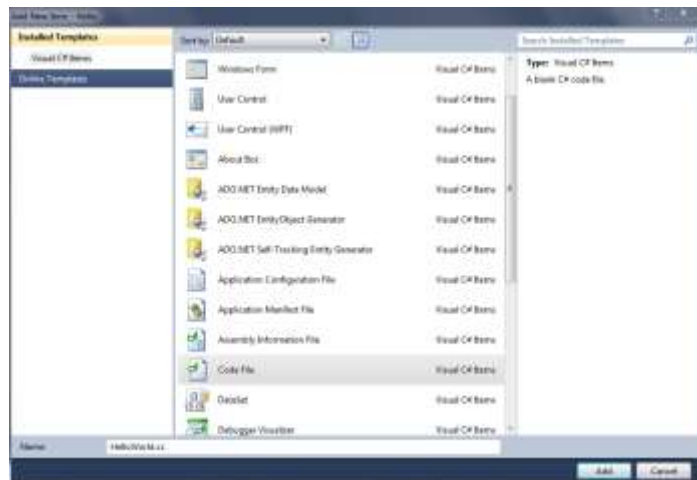 Add New Item - Hello
Installed Templates
Visual C# Items
Online Templates
Sort by: Default
Search Installed Templates
Type: Visual C# Items
A blank C# code file
Windows Form Visual C# Items
User Control Visual C# Items
User Control (WPF) Visual C# Items
About Box Visual C# Items
ADO.NET Entity Data Model Visual C# Items
ADO.NET EntityObject Generator Visual C# Items
ADO.NET Self-Tracking Entity Generator Visual C# Items
Application Configuration File Visual C# Items
Application Manifest File Visual C# Items
Assembly Information File Visual C# Items
Code File Visual C# Items
DataSet Visual C# Items
Debugger Visualizer Visual C# Items
Name: HelloWorld.cs
Add Cancel